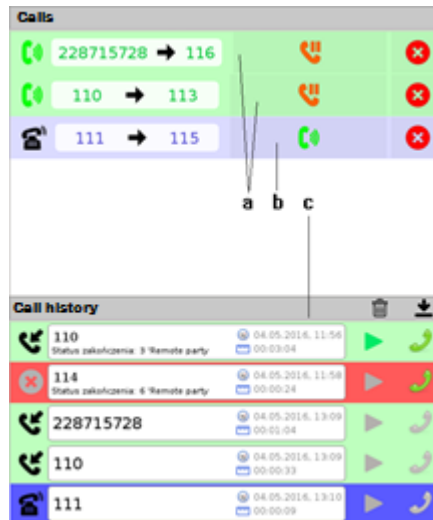 Calls
228715728 → 116
110 → 113
111 → 115
a b c
Call history
110 04.05.2016, 11:56
Status zakończenia: 3 'Remote party 00:03:04
114 04.05.2016, 11:58
Status zakończenia: 6 'Remote party 00:00:24
228715728 04.05.2016, 13:09
00:01:04
110 04.05.2016, 13:09
00:00:33
111 04.05.2016, 13:10
00:00:09